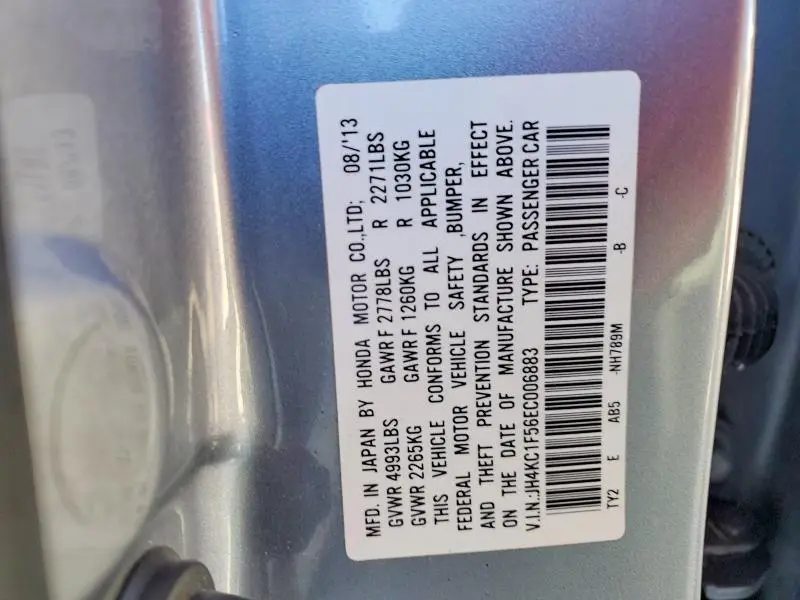 MFD. IN JAPAN BY HONDA MOTOR CO.,LTD; 08/'13
GVWR 4993LBS GAWR F 2778LBS R 2271LBS
GVWR 2265KG GAWR F 1260KG R 1030KG
THIS VEHICLE CONFORMS TO ALL APPLICABLE
FEDERAL MOTOR VEHICLE SAFETY ,BUMPER,
AND THEFT PREVENTION STANDARDS IN EFFECT
ON THE DATE OF MANUFACTURE SHOWN ABOVE.
V.I.N.:JH4KC1F56EC006883 TYPE: PASSENGER CAR
TY2 E AB5 -NH789M -B -C